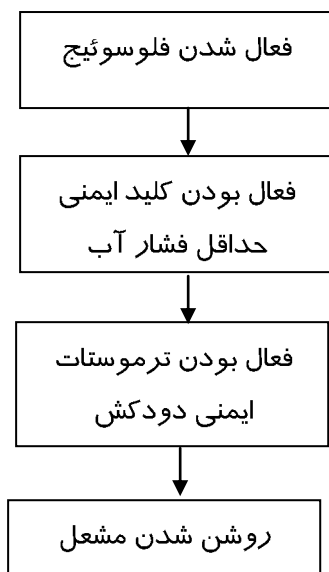 فعال شدن فلوسوئیچ
فعال بودن کلید ایمنی
حداقل فشار آب
فعال بودن ترموستات
ایمنی دودکش
روشن شدن مشعل